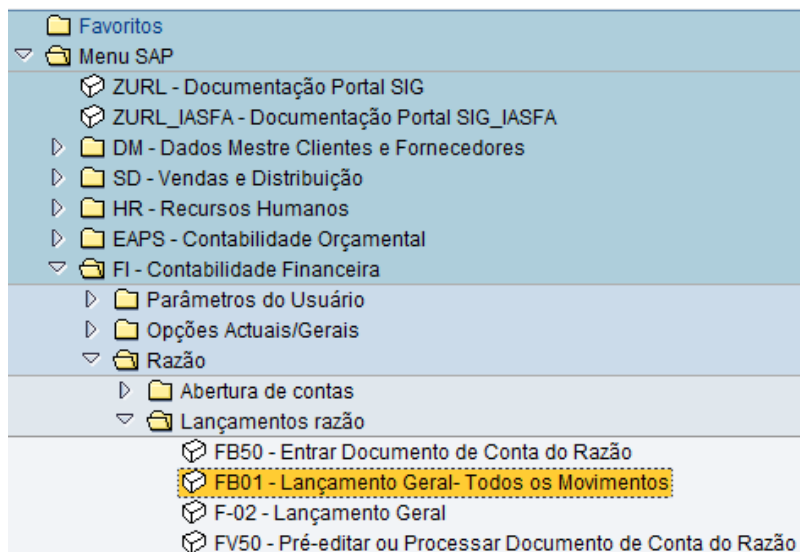 Favoritos
Menu SAP
ZURL - Documentação Portal SIG
ZURL_IASFA - Documentação Portal SIG_IASFA
DM - Dados Mestre Clientes e Fornecedores
SD - Vendas e Distribuição
HR - Recursos Humanos
EAPS - Contabilidade Orçamental
FI - Contabilidade Financeira
Parâmetros do Usuário
Opções Actuais/Gerais
Razão
Abertura de contas
Lançamentos razão
FB50 - Entrar Documento de Conta do Razão
FB01 - Lançamento Geral- Todos os Movimentos
F-02 - Lançamento Geral
FV50 - Pré-editar ou Processar Documento de Conta do Razão